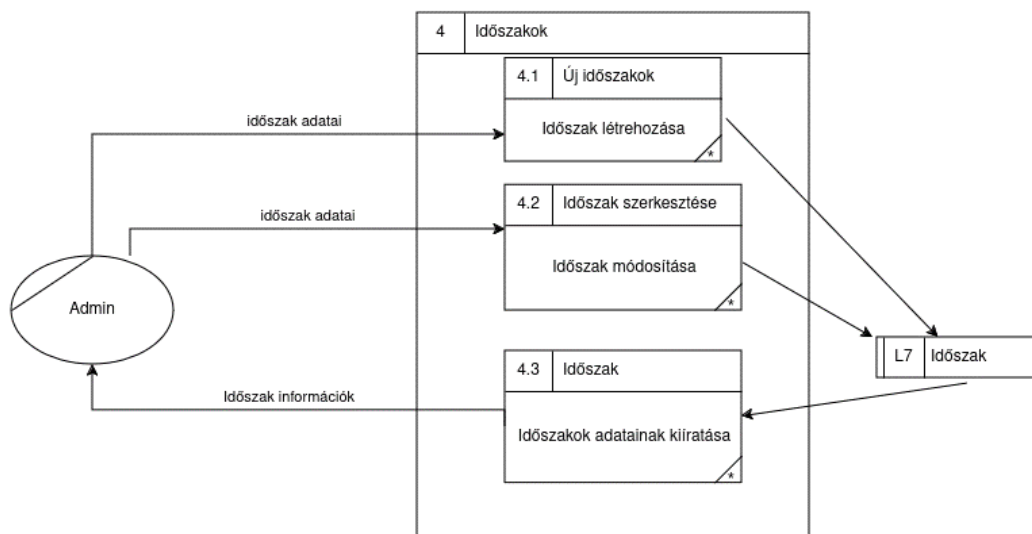 4 Időszakok
4.1 Új időszakok
Időszak létrehozása
*
időszak adatai
4.2 Időszak szerkesztése
Időszak módosítása
*
időszak adatai
Admin
L7 Időszak
4.3 Időszak
Időszakok adatainak kiíratása
*
Időszak információk